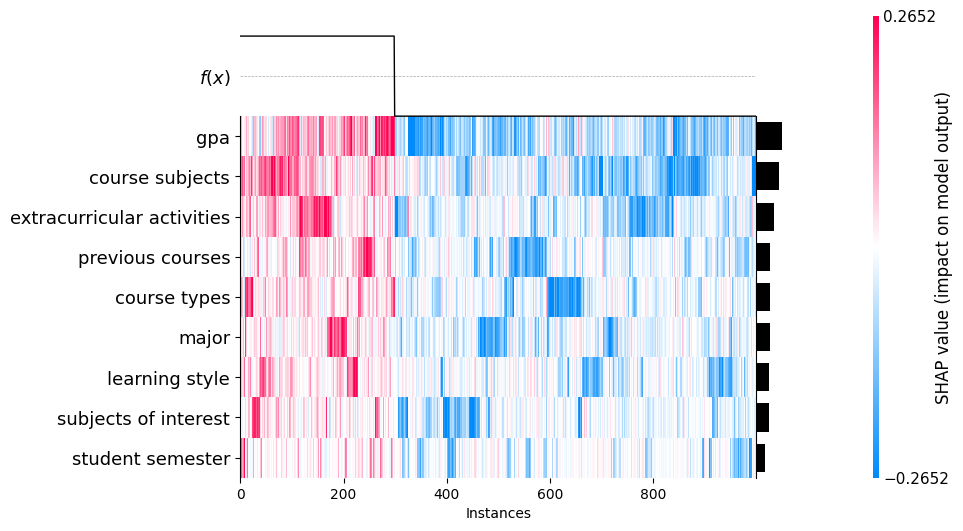 0.2652
f(x)
gpa
course subjects
extracurricular activities
previous courses
course types
major
learning style
subjects of interest
student semester
0 200 400 600 800
Instances
SHAP value (impact on model output)
−0.2652